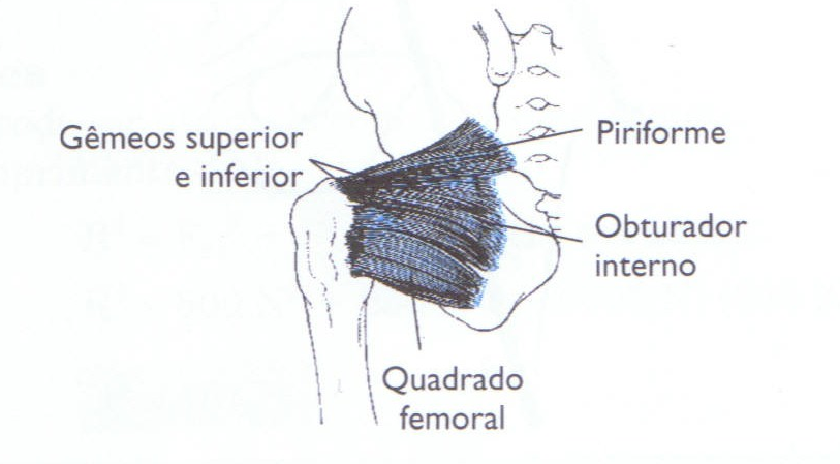 Gêmeos superior
e inferior
Piriforme
Obturador
interno
Quadrado
femoral